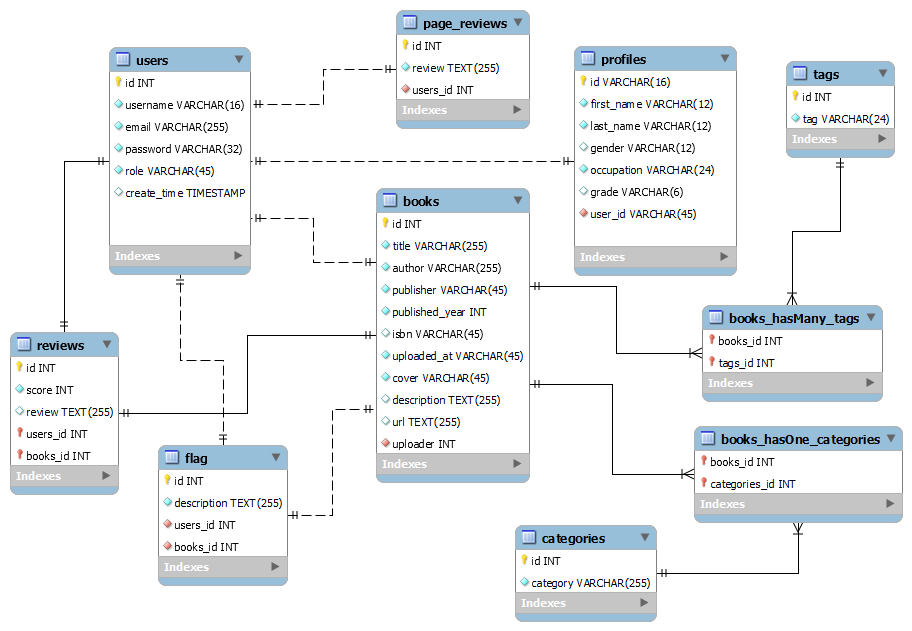 page_reviews
id INT
review TEXT(255)
users_id INT
Indexes
users
id INT
username VARCHAR(16)
email VARCHAR(255)
password VARCHAR(32)
role VARCHAR(45)
create_time TIMESTAMP
Indexes
profiles
id VARCHAR(16)
first_name VARCHAR(12)
last_name VARCHAR(12)
gender VARCHAR(12)
occupation VARCHAR(24)
grade VARCHAR(6)
user_id VARCHAR(45)
Indexes
tags
id INT
tag VARCHAR(24)
Indexes
books
id INT
title VARCHAR(255)
author VARCHAR(255)
publisher VARCHAR(45)
published_year INT
isbn VARCHAR(45)
uploaded_at VARCHAR(45)
cover VARCHAR(45)
description TEXT(255)
url TEXT(255)
uploader INT
Indexes
books_hasMany_tags
books_id INT
tags_id INT
Indexes
reviews
id INT
score INT
review TEXT(255)
users_id INT
books_id INT
Indexes
flag
id INT
description TEXT(255)
users_id INT
books_id INT
Indexes
books_hasOne_categories
books_id INT
categories_id INT
Indexes
categories
id INT
category VARCHAR(255)
Indexes